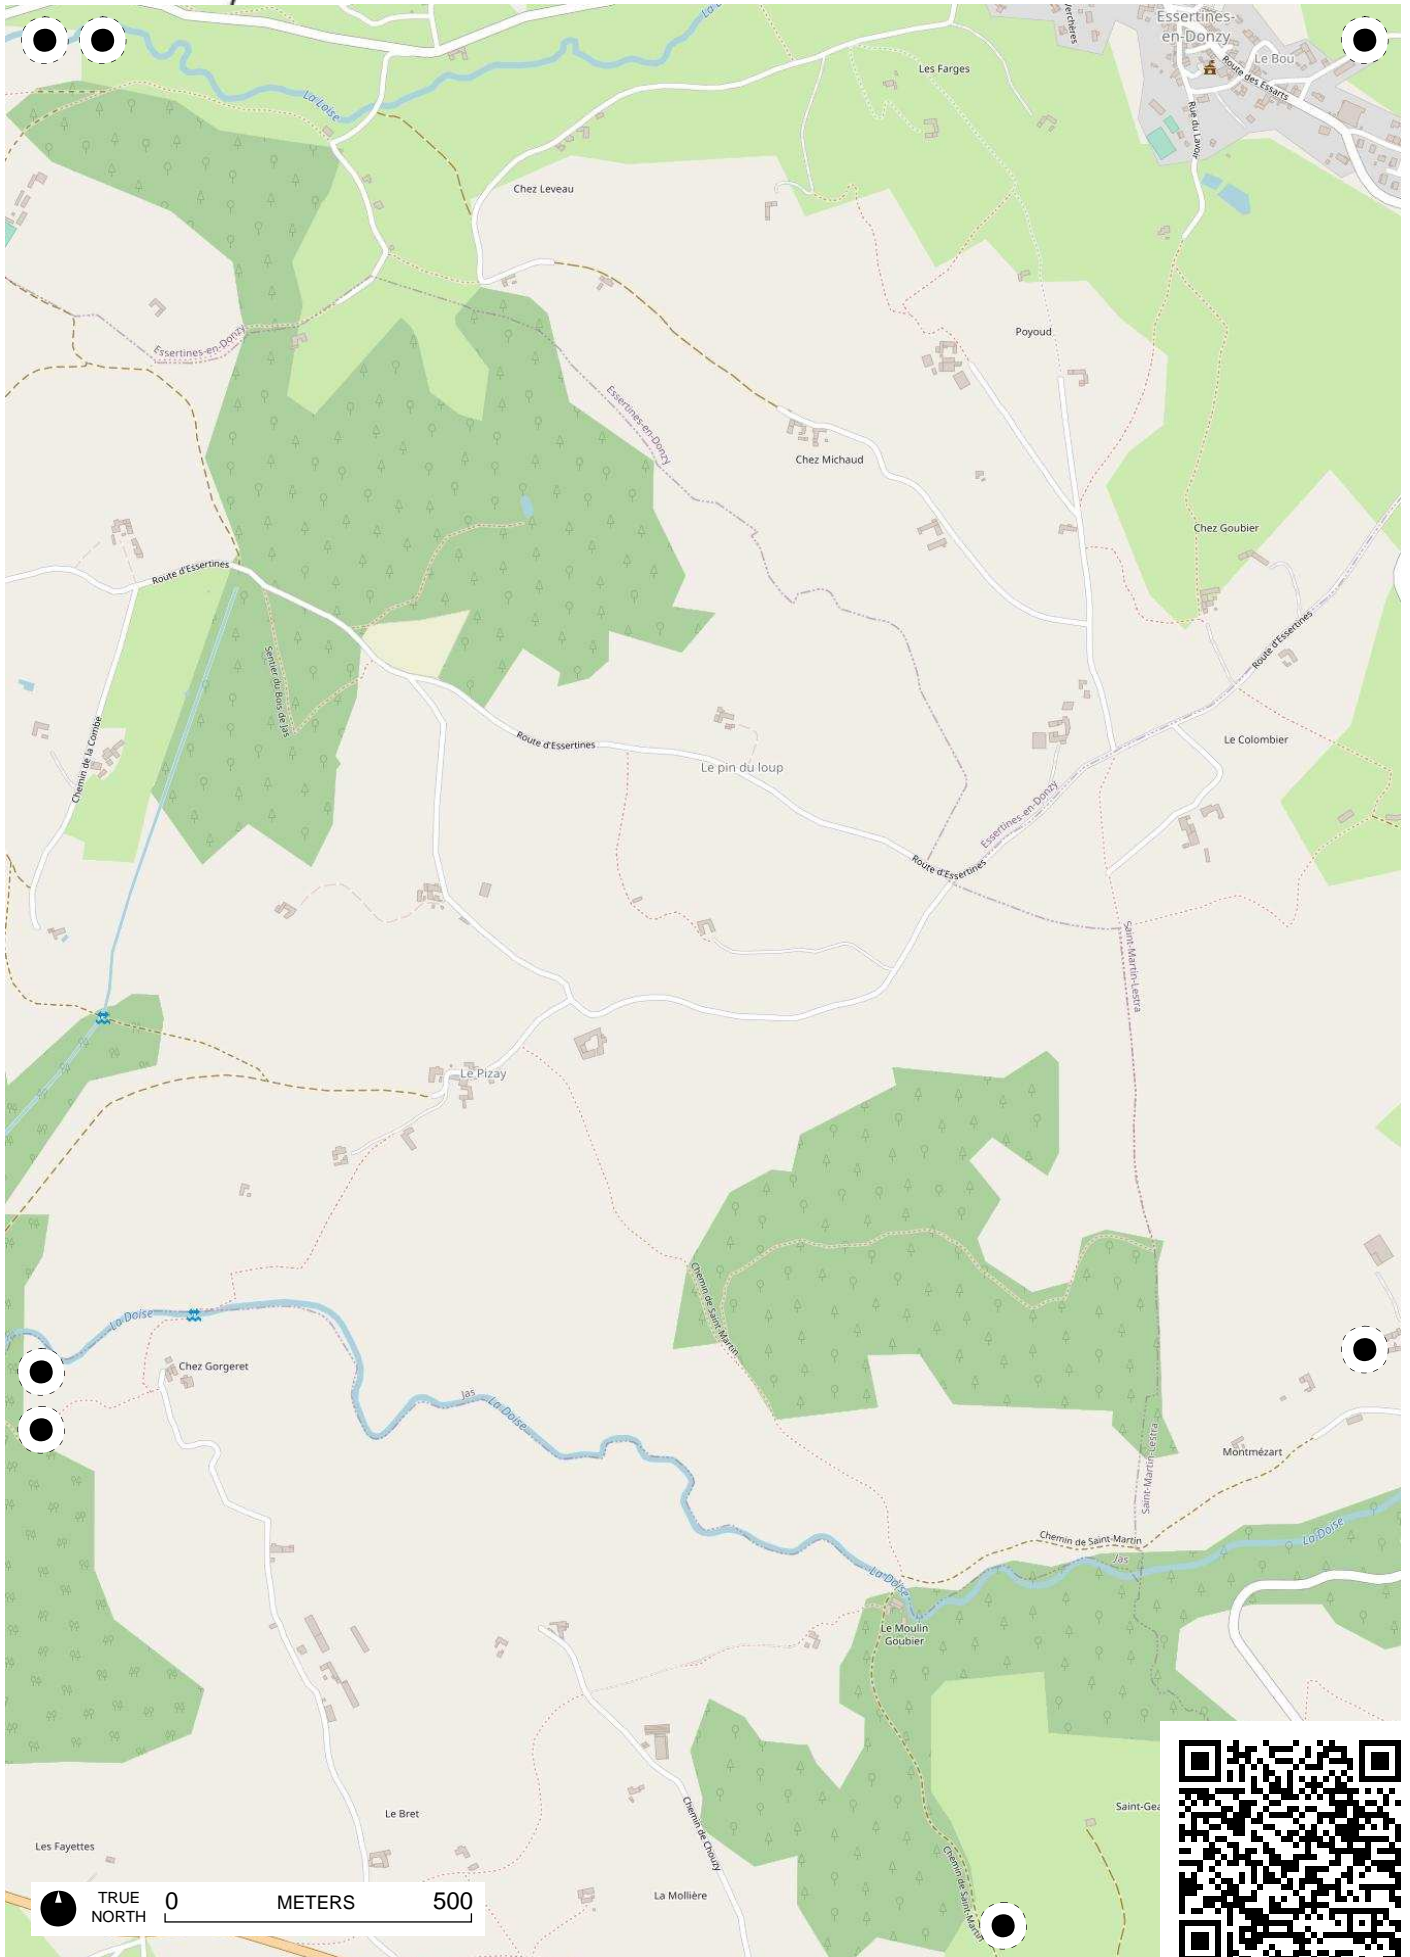 Essertines-
en-Donzy
Le Bou
Route des Essarts
Rue du Lavoir
Les Farges
La Loise
Chez Leveau
Essertines-en-Donzy
Poyoud
Essertines-en-Donzy
Chez Michaud
Chez Goubier
Route d'Essertines
Route d'Essertines
Sentier du Bois de Jas
Chemin de la Combe
Route d'Essertines
Le Colombier
Le pin du loup
Essertines-en-Donzy
Route d'Essertines
Saint-Martin-Lestra
Le Pizay
Chemin de Saint-Martin
La Doise
Chez Gorgeret
Jas
La Doise
Montmézart
Saint-Martin-Lestra
Chemin de Saint-Martin
La Doise
Jas
La Doise
Le Moulin
Goubier
Saint-Gea
Le Bret
Chemin de Chouzy
Les Fayettes
Chemin de Saint-Martin
La Mollière
TRUE
NORTH
0 METERS 500